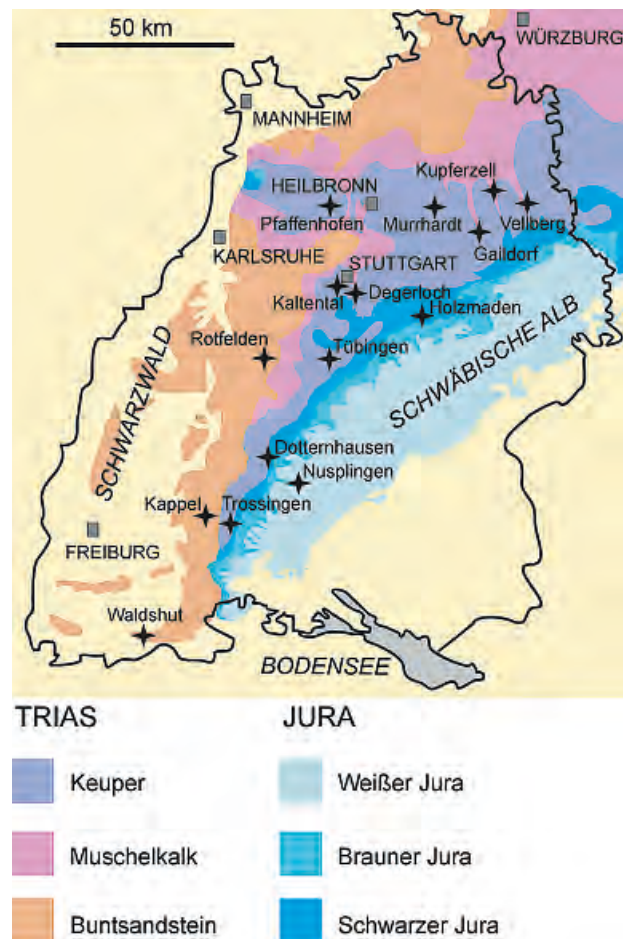 50 km
WÜRZBURG
MANNHEIM
Kupferzell
HEILBRONN
Pfaffenhofen
Murrhardt
Vellberg
Gaildorf
KARLSRUHE
STUTTGART
Kaltental
Degerloch
Holzmaden
Rotfelden
Tübingen
SCHWÄBISCHE ALB
SCHWARZWALD
Dotternhausen
Nusplingen
Kappel
Trossingen
FREIBURG
Waldshut
BODENSEE
TRIAS
JURA
Keuper
Weißer Jura
Muschelkalk
Brauner Jura
Buntsandstein
Schwarzer Jura